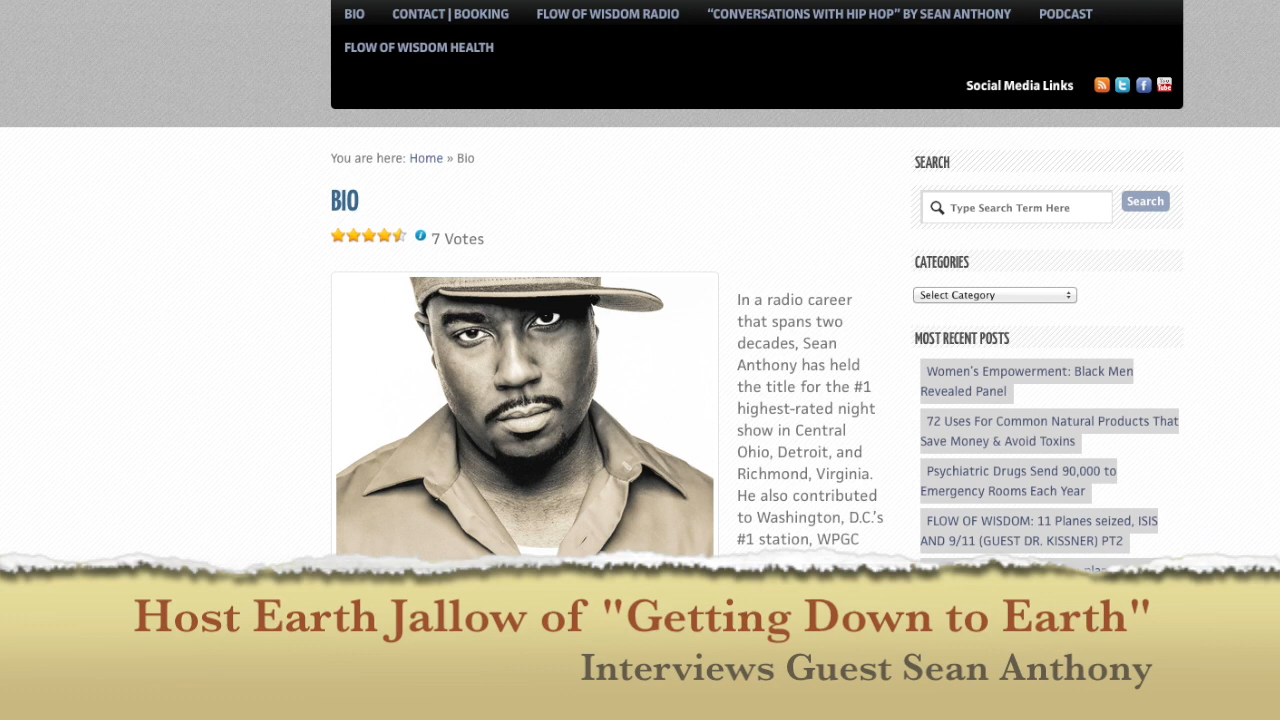 BIO CONTACT | BOOKING FLOW OF WISDOM RADIO “CONVERSATIONS WITH HIP HOP” BY SEAN ANTHONY PODCAST
FLOW OF WISDOM HEALTH
Social Media Links
You are here: Home » Bio
BIO
7 Votes
In a radio career
that spans two
decades, Sean
Anthony has held
the title for the #1
highest-rated night
show in Central
Ohio, Detroit, and
Richmond, Virginia.
He also contributed
to Washington, D.C.’s
#1 station, WPGC
SEARCH
Type Search Term Here Search
CATEGORIES
Select Category
MOST RECENT POSTS
Women’s Empowerment: Black Men
Revealed Panel
72 Uses For Common Natural Products That
Save Money & Avoid Toxins
Psychiatric Drugs Send 90,000 to
Emergency Rooms Each Year
FLOW OF WISDOM: 11 Planes seized, ISIS
AND 9/11 (GUEST DR. KISSNER) PT2
Host Earth Jallow of "Getting Down to Earth"
Interviews Guest Sean Anthony